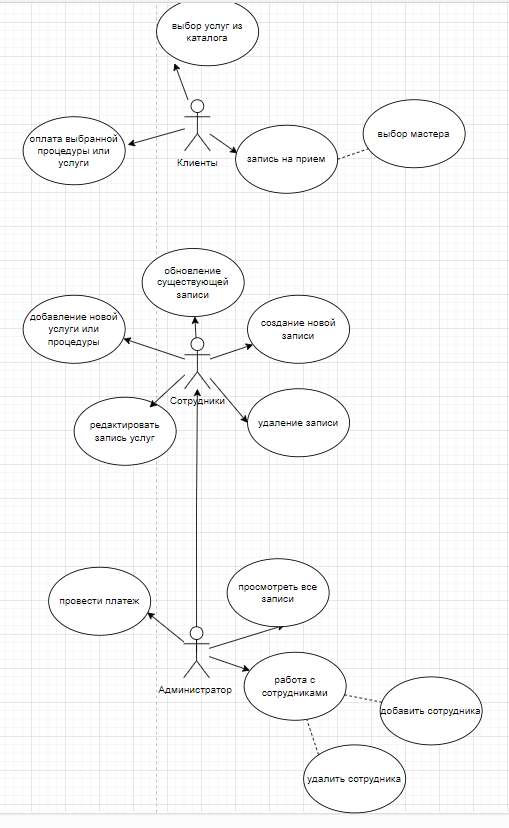 выбор услуг из
каталога
оплата выбранной
процедуры или
услуги
Клиенты
запись на прием
выбор мастера
обновление
существующей
записи
добавление новой
услуги или
процедуры
создание новой
записи
Сотрудники
редактировать
запись услуг
удаление записи
провести платеж
просмотреть все
записи
Администратор
работа с
сотрудниками
добавить сотрудника
удалить сотрудника